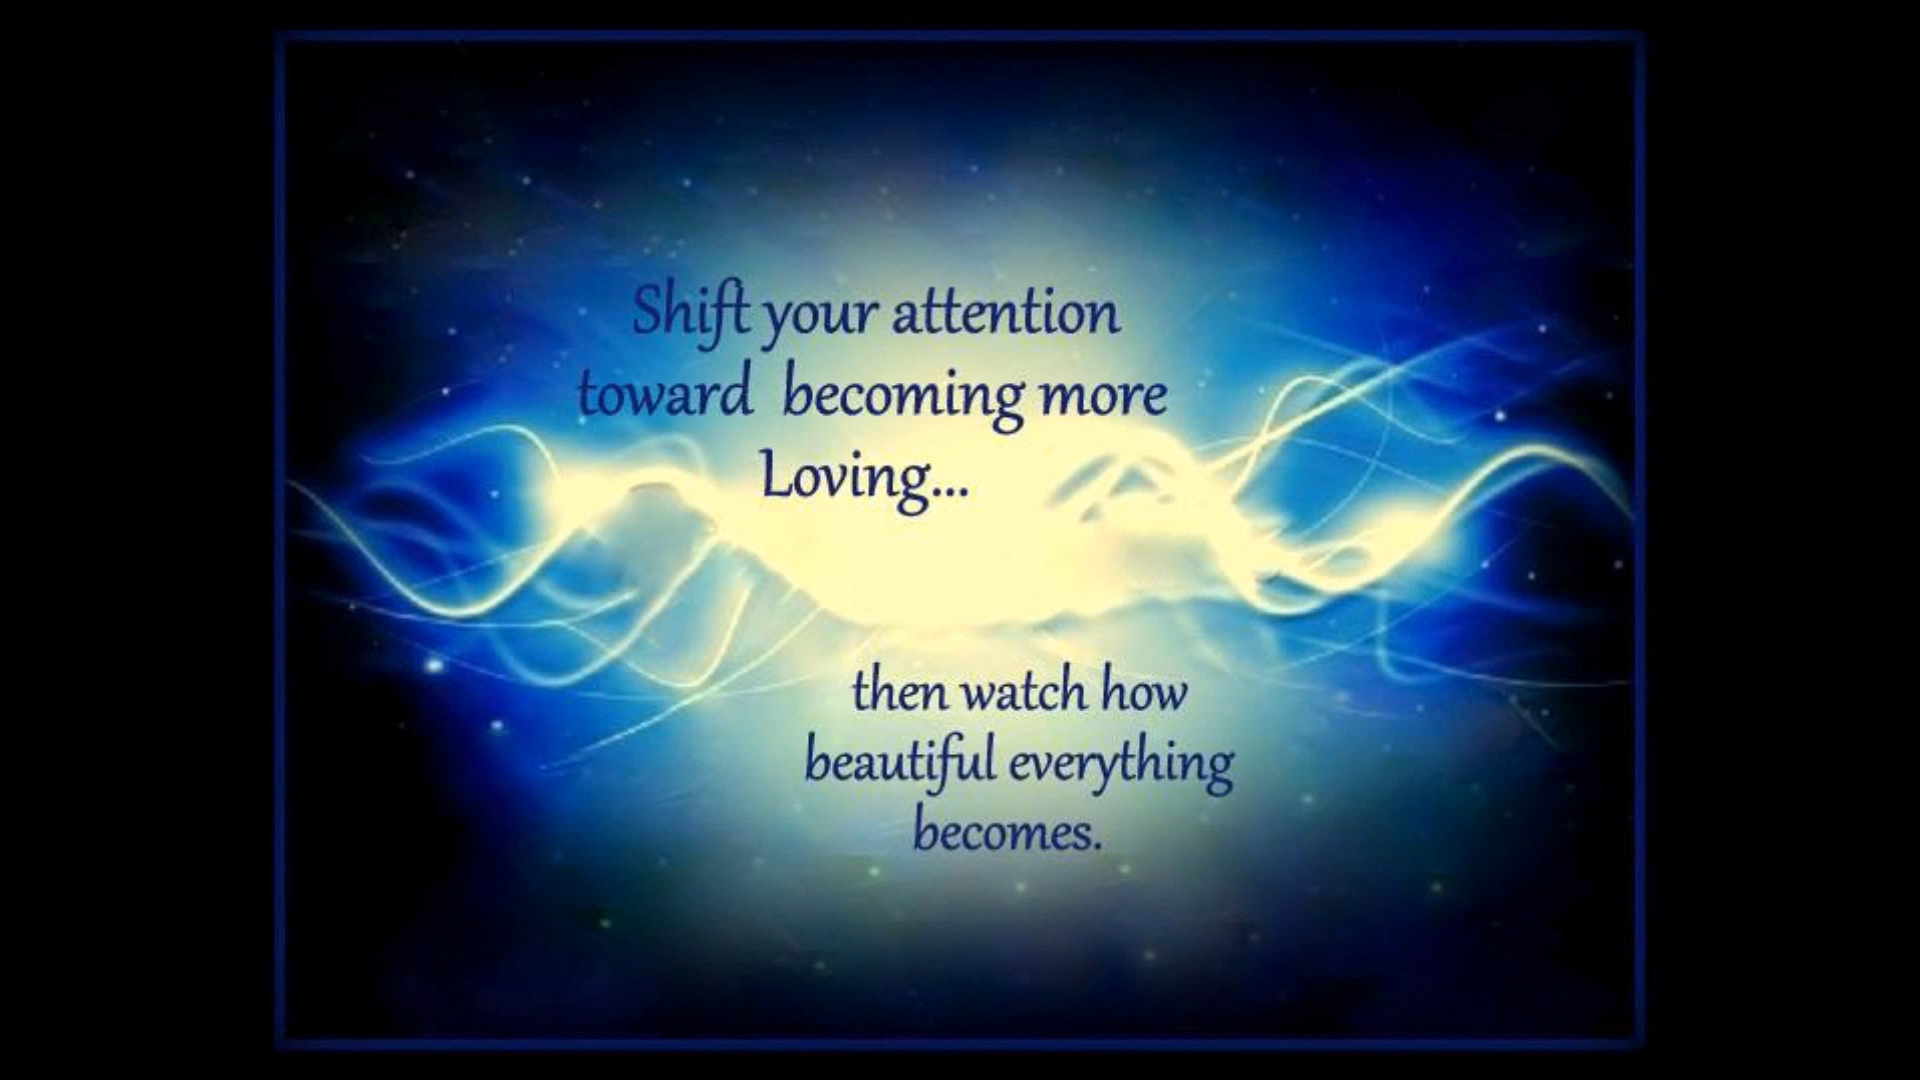 Shift your attention
toward becoming more
Loving...
then watch how
beautiful everything
becomes.